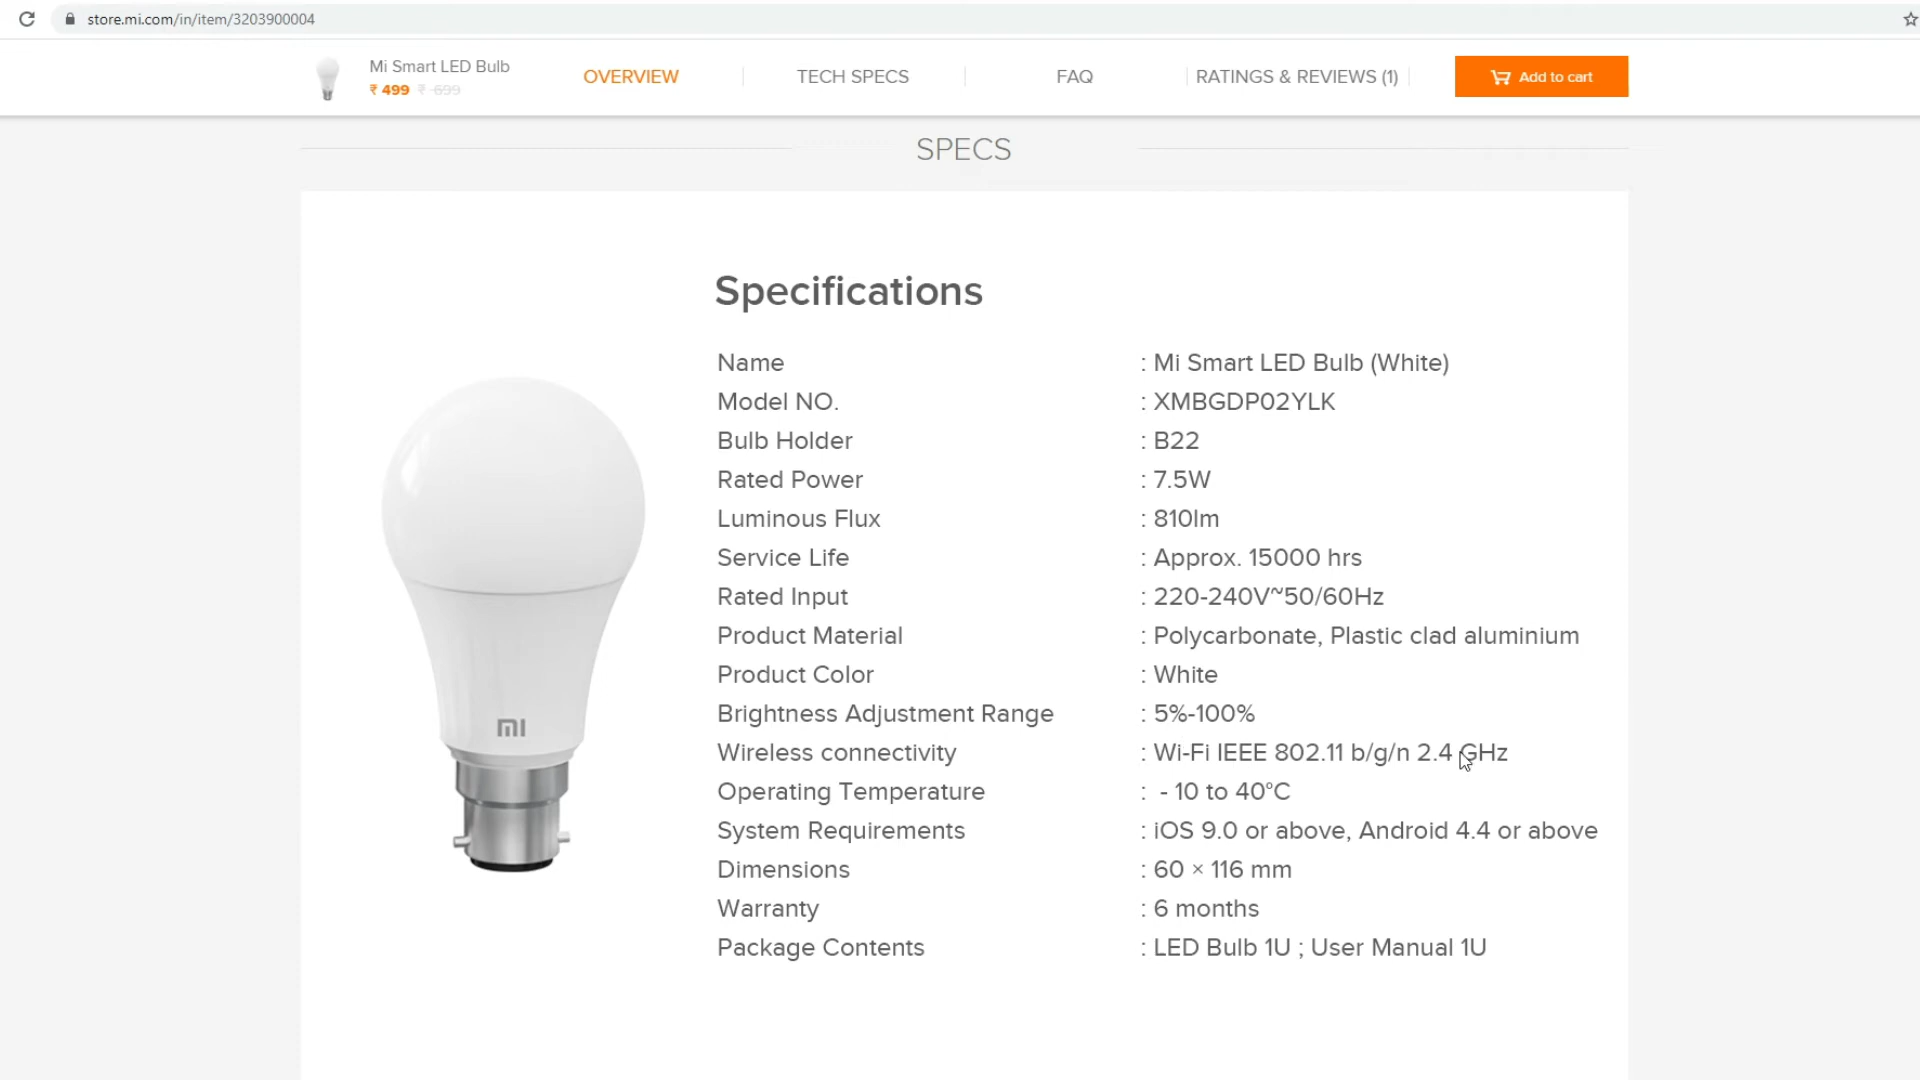 store.mi.com/in/item/3203900004
Mi Smart LED Bulb
₹ 499 ₹ 699
OVERVIEW
TECH SPECS
FAQ
RATINGS & REVIEWS (1)
Add to cart
SPECS
Specifications
Name : Mi Smart LED Bulb (White)
Model NO. : XMBGDP02YLK
Bulb Holder : B22
Rated Power : 7.5W
Luminous Flux : 810lm
Service Life : Approx. 15000 hrs
Rated Input : 220-240V~50/60Hz
Product Material : Polycarbonate, Plastic clad aluminium
Product Color : White
Brightness Adjustment Range : 5%-100%
Wireless connectivity : Wi-Fi IEEE 802.11 b/g/n 2.4 GHz
Operating Temperature : - 10 to 40°C
System Requirements : iOS 9.0 or above, Android 4.4 or above
Dimensions : 60 × 116 mm
Warranty : 6 months
Package Contents : LED Bulb 1U ; User Manual 1U
MI